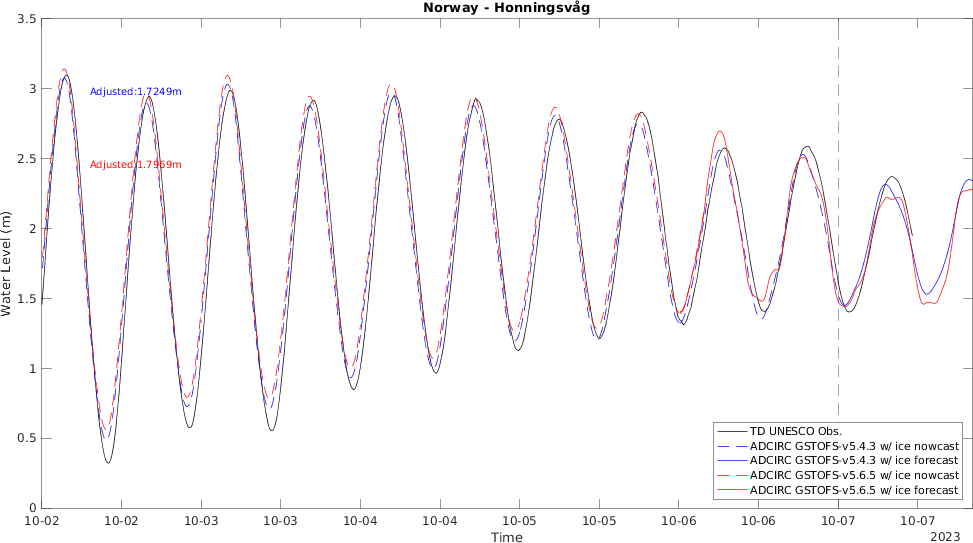 Norway - Honningsvåg
3.5
3
2.5
2
1.5
1
0.5
0
Water Level (m)
Adjusted:1.7249m
Adjusted:1.7969m
TD UNESCO Obs.
ADCIRC GSTOFS-v5.4.3 w/ ice nowcast
ADCIRC GSTOFS-v5.4.3 w/ ice forecast
ADCIRC GSTOFS-v5.6.5 w/ ice nowcast
ADCIRC GSTOFS-v5.6.5 w/ ice forecast
10-02 10-02 10-03 10-03 10-04 10-04 10-05 10-05 10-06 10-06 10-07 10-07
Time
2023